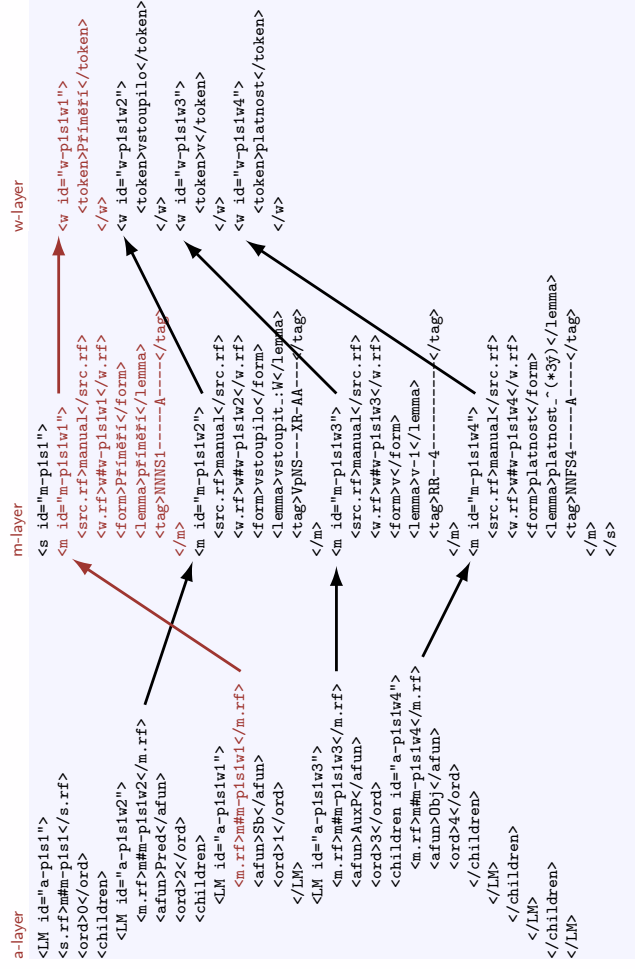 a-layer
<LM id="a-p1s1">
<s.rf>m#m-p1s1</s.rf>
<ord>0</ord>
<children>
<LM id="a-p1s1w2">
<m.rf>m#m-p1s1w2</m.rf>
<afun>Pred</afun>
<ord>2</ord>
<children>
<LM id="a-p1s1w1">
<m.rf>m#m-p1s1w1</m.rf>
<afun>Sb</afun>
<ord>1</ord>
</LM>
<LM id="a-p1s1w3">
<m.rf>m#m-p1s1w3</m.rf>
<afun>AuxP</afun>
<ord>3</ord>
<children id="a-p1s1w4">
<m.rf>m#m-p1s1w4</m.rf>
<afun>Obj</afun>
<ord>4</ord>
</children>
</LM>
</children>
</LM>
</children>
</LM>
m-layer
<s id="m-p1s1">
<m id="m-p1s1w1">
<src.rf>manual</src.rf>
<w.rf>w#w-p1s1w1</w.rf>
<form>Příměří</form>
<lemma>příměří</lemma>
<tag>NNNS1-----A----</tag>
</m>
<m id="m-p1s1w2">
<src.rf>manual</src.rf>
<w.rf>w#w-p1s1w2</w.rf>
<form>vstoupilo</form>
<lemma>vstoupit_:W</lemma>
<tag>VpNS---XR-AA---</tag>
</m>
<m id="m-p1s1w3">
<src.rf>manual</src.rf>
<w.rf>w#w-p1s1w3</w.rf>
<form>v</form>
<lemma>v-1</lemma>
<tag>RR--4----------</tag>
</m>
<m id="m-p1s1w4">
<src.rf>manual</src.rf>
<w.rf>w#w-p1s1w4</w.rf>
<form>platnost</form>
<lemma>platnost_^(*3ý)</lemma>
<tag>NNFS4-----A----</tag>
</m>
</s>
w-layer
<w id="w-p1s1w1">
<token>Příměří</token>
</w>
<w id="w-p1s1w2">
<token>vstoupilo</token>
</w>
<w id="w-p1s1w3">
<token>v</token>
</w>
<w id="w-p1s1w4">
<token>platnost</token>
</w>